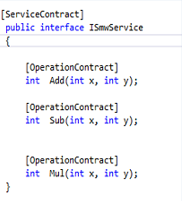 [ServiceContract]
public interface ISmwService
{
[OperationContract]
int Add(int x, int y);
[OperationContract]
int Sub(int x, int y);
[OperationContract]
int Mul(int x, int y);
}